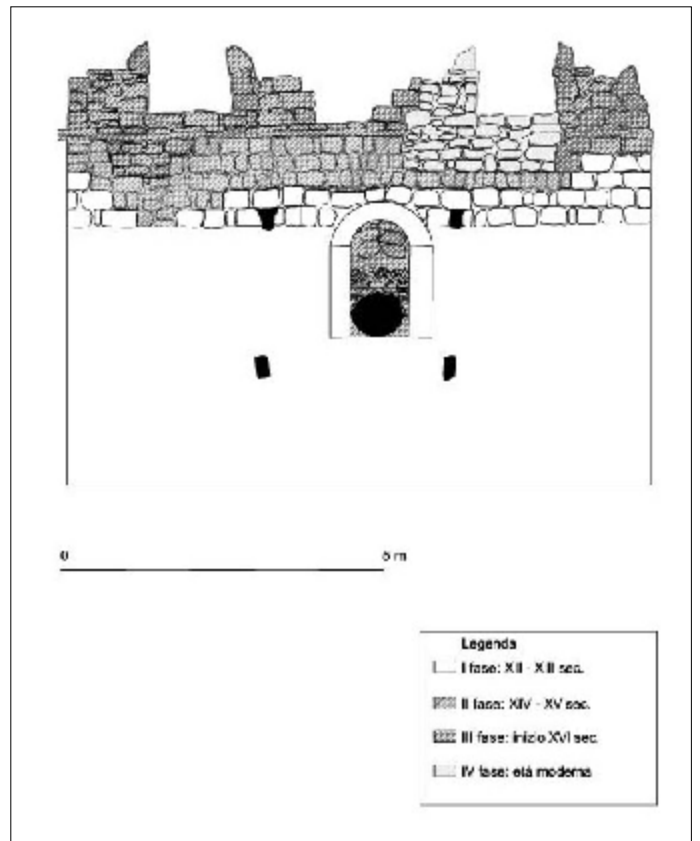 0 5 m
Legenda
I fase: XII - XIII sec.
II fase: XIV - XV sec.
III fase: inizio XVI sec.
IV fase: etá moderna